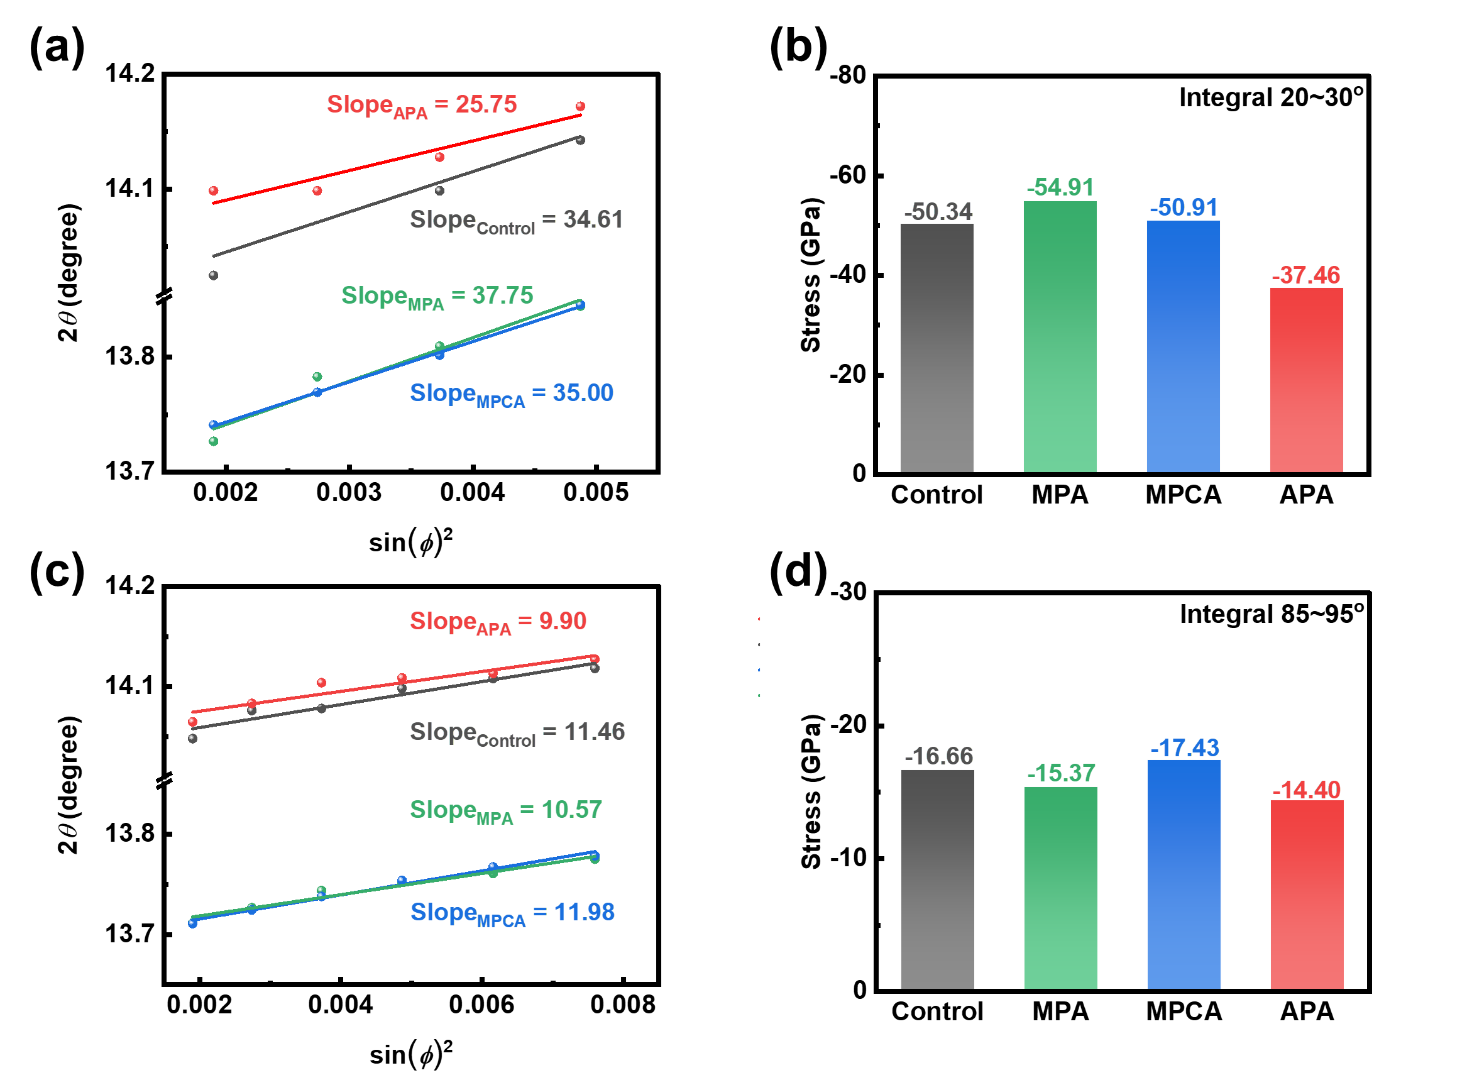 (a)
14.2
14.1
13.8
13.7
2θ (degree)
Slope_APA = 25.75
Slope_Control = 34.61
Slope_MPA = 37.75
Slope_MPCA = 35.00
0.002 0.003 0.004 0.005
sin(ϕ)²
(b)
Integral 20~30°
-80
-60
-40
-20
0
Stress (GPa)
-50.34
-54.91
-50.91
-37.46
Control MPA MPCA APA
(c)
14.2
14.1
13.8
13.7
2θ (degree)
Slope_APA = 9.90
Slope_Control = 11.46
Slope_MPA = 10.57
Slope_MPCA = 11.98
0.002 0.004 0.006 0.008
sin(ϕ)²
(d)
Integral 85~95°
-30
-20
-10
0
Stress (GPa)
-16.66
-15.37
-17.43
-14.40
Control MPA MPCA APA